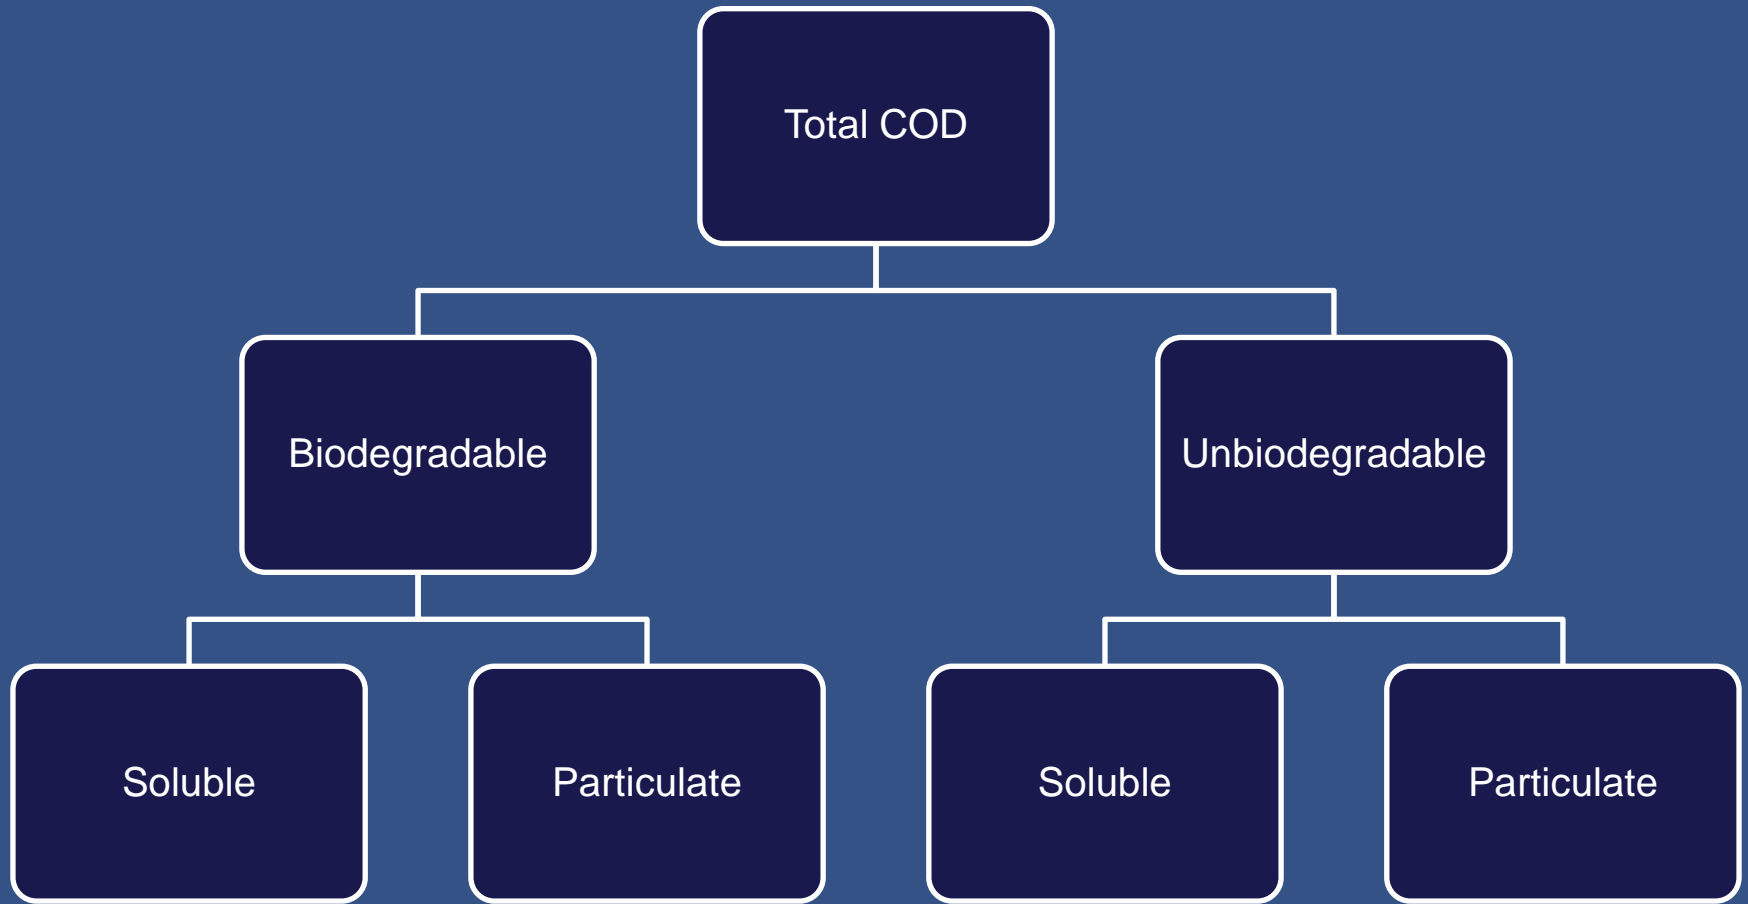 Total COD
Biodegradable
Unbiodegradable
Soluble
Particulate
Soluble
Particulate